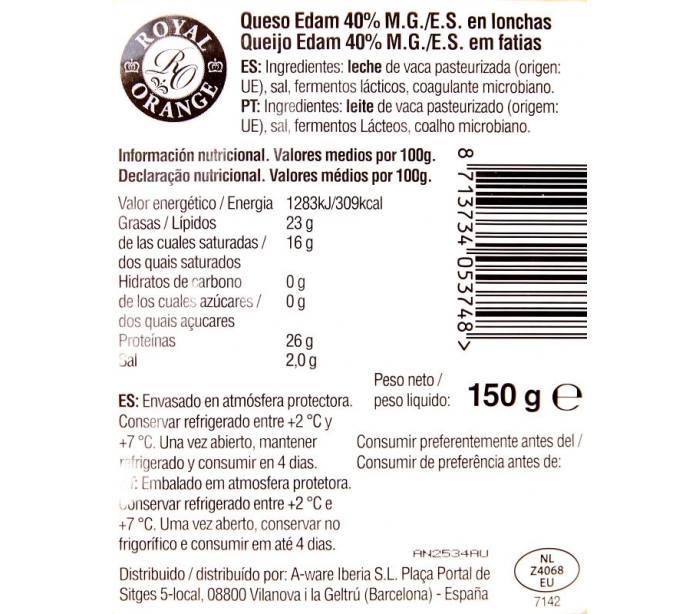 ROYAL
RO
ORANGE
Queso Edam 40% M.G./E.S. en lonchas
Queijo Edam 40% M.G./E.S. em fatias
ES: Ingredientes: leche de vaca pasteurizada (origen:
UE), sal, fermentos lácticos, coagulante microbiano.
PT: Ingredientes: leite de vaca pasteurizado (origem:
UE), sal, fermentos Lácteos, coalho microbiano.
Información nutricional. Valores medios por 100g.
Declaração nutricional. Valores médios por 100g.
Valor energético / Energia 1283kJ/309kcal
Grasas / Lípidos 23 g
de las cuales saturadas / 16 g
dos quais saturados
Hidratos de carbono 0 g
de los cuales azúcares / 0 g
dos quais açucares
Proteínas 26 g
Sal 2,0 g
8 713734 053748 >
Peso neto /
peso liquido: 150 g e
ES: Envasado en atmósfera protectora.
Conservar refrigerado entre +2 °C y
+7 °C. Una vez abierto, mantener
refrigerado y consumir en 4 dias.
: Embalado em atmosfera protetora.
Conservar refrigerado entre +2 °C e
+7 °C. Uma vez aberto, conservar no
frigorífico e consumir em até 4 dias.
Consumir preferentemente antes del /
Consumir de preferência antes de:
AN2534AU
Distribuido / distribuído por: A-ware Iberia S.L. Plaça Portal de
Sitges 5-local, 08800 Vilanova i la Geltrú (Barcelona) - España
NL
Z4068
EU
7142